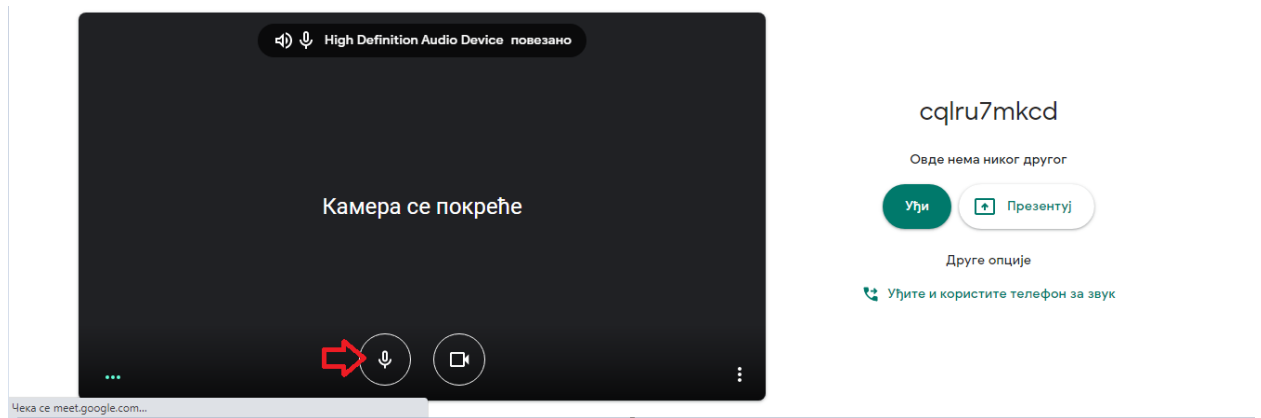 High Definition Audio Device повезано
Камера се покреће
cqlru7mkcd
Овде нема никог другог
Уђи
Презентуј
Друге опције
Уђите и користите телефон за звук
Чека се meet.google.com...